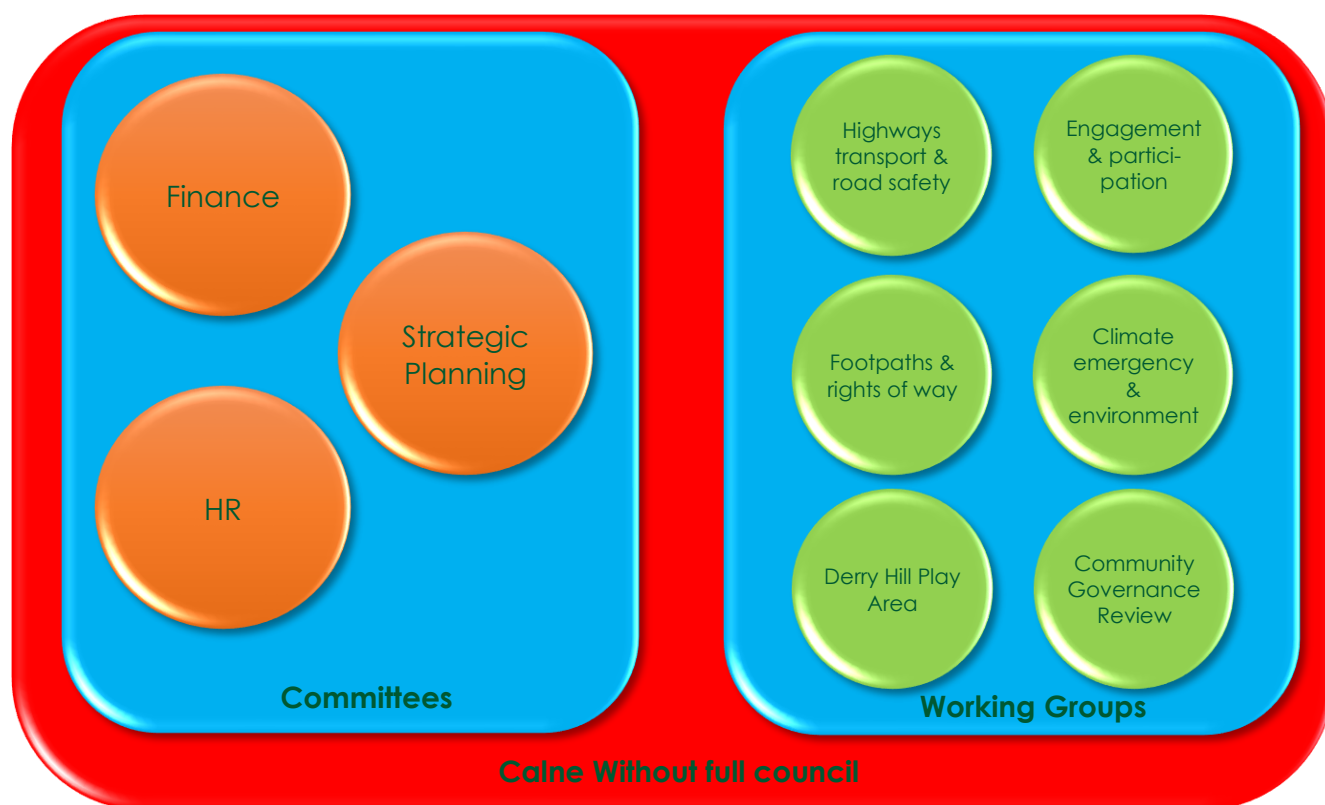 Finance
Strategic
Planning
HR
Committees
Highways
transport &
road safety
Engagement
& partici-
pation
Footpaths &
rights of way
Climate
emergency
&
environment
Derry Hill Play
Area
Community
Governance
Review
Working Groups
Calne Without full council